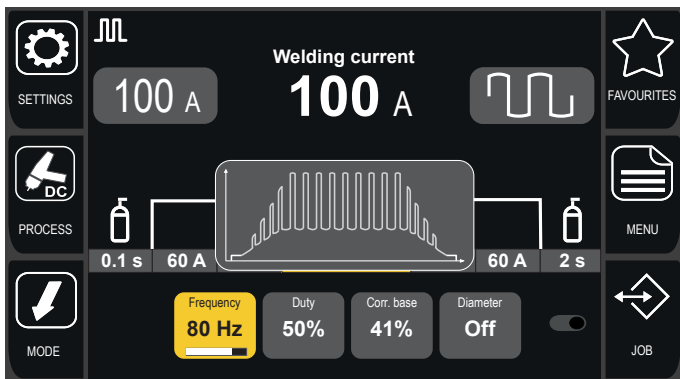 SETTINGS
Welding current
100 A
100 A
FAVOURITES
DC
PROCESS
MENU
0.1 s
60 A
60 A
2 s
Frequency
80 Hz
Duty
50%
Corr. base
41%
Diameter
Off
MODE
JOB